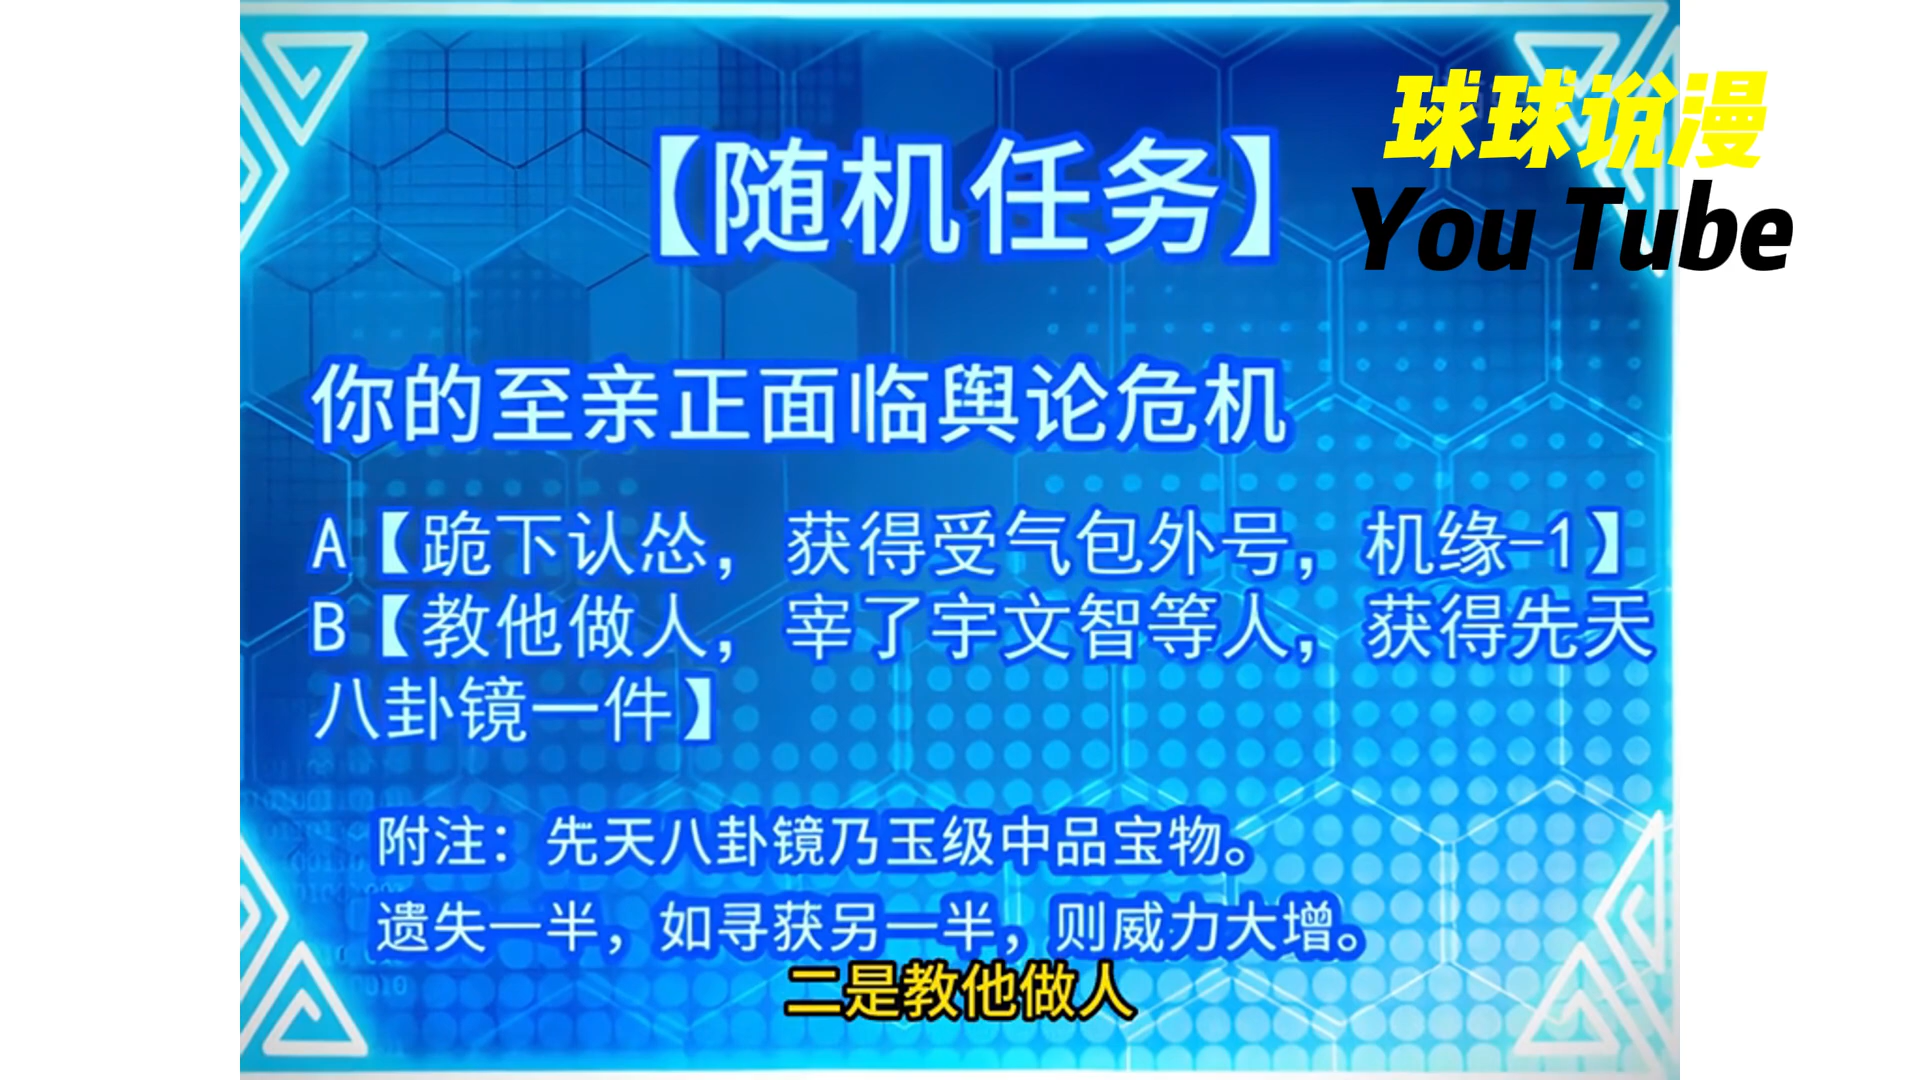 球球说漫
You Tube
【随机任务】
你的至亲正面临舆论危机
A【跪下认怂，获得受气包外号，机缘-1】
B【教他做人，宰了宇文智等人，获得先天
八卦镜一件】
附注：先天八卦镜乃玉级中品宝物。
遗失一半，如寻获另一半，则威力大增。
二是教他做人